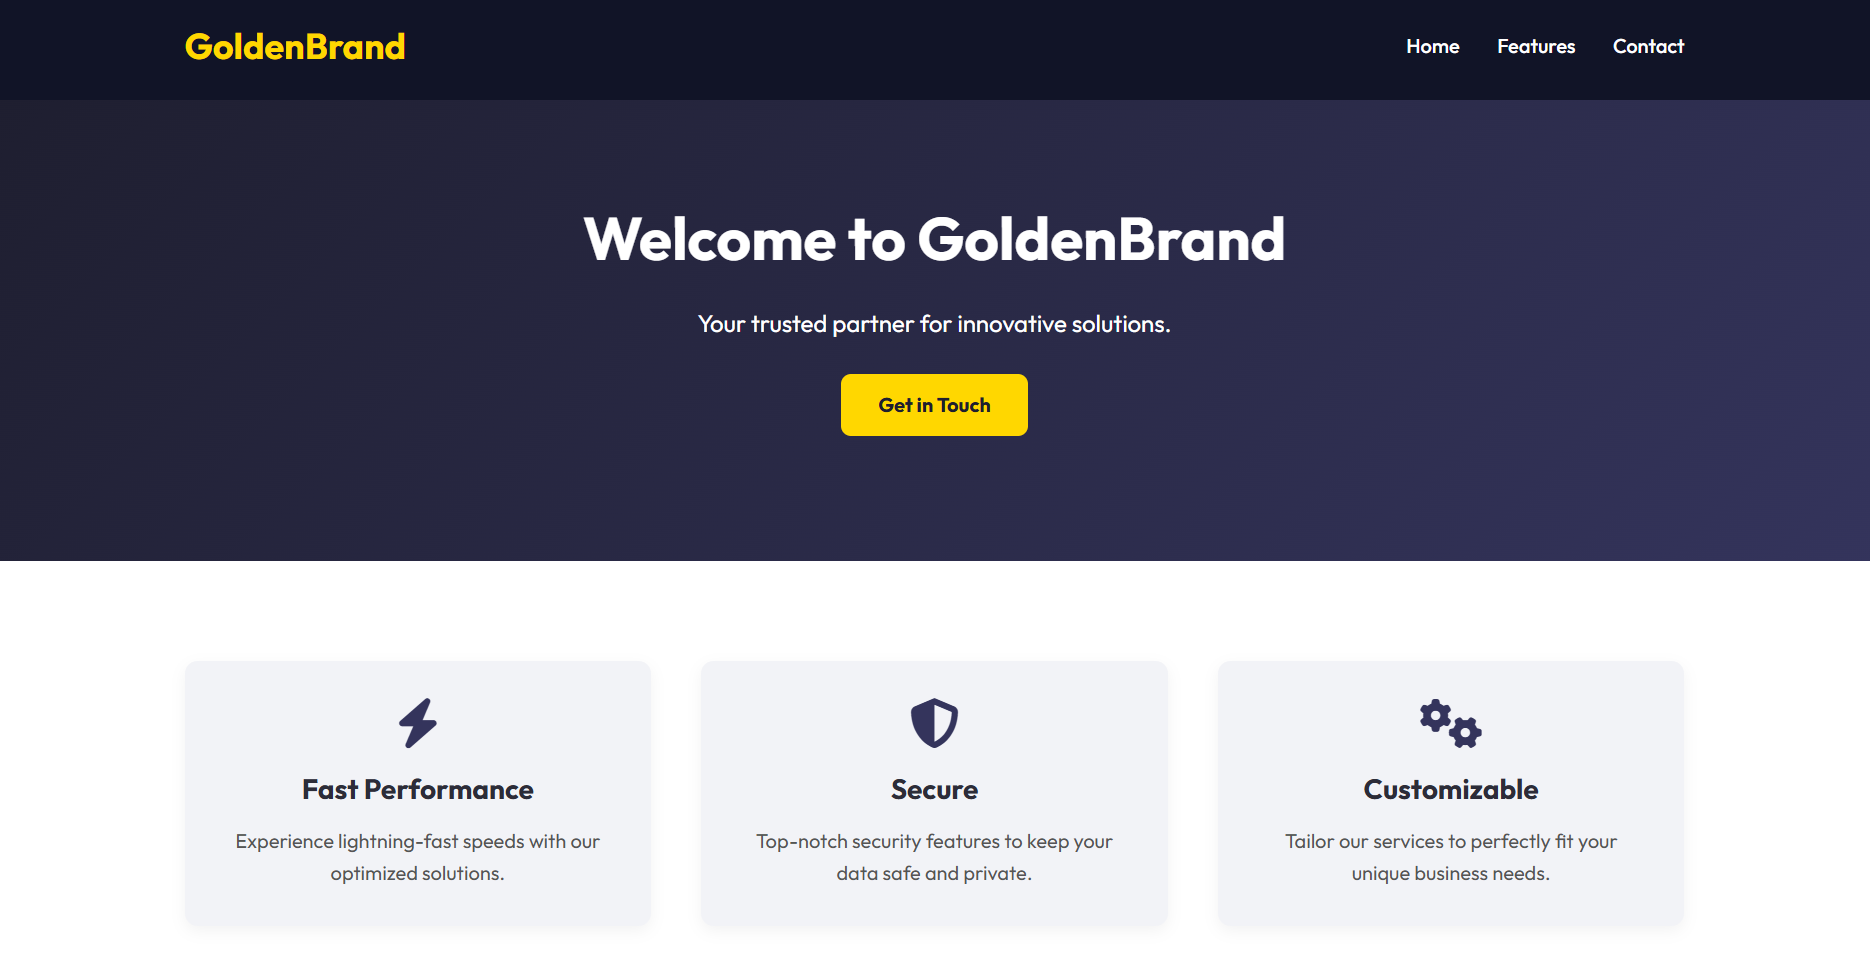 GoldenBrand
Home
Features
Contact
Welcome to GoldenBrand
Your trusted partner for innovative solutions.
Get in Touch
Fast Performance
Experience lightning-fast speeds with our
optimized solutions.
Secure
Top-notch security features to keep your
data safe and private.
Customizable
Tailor our services to perfectly fit your
unique business needs.